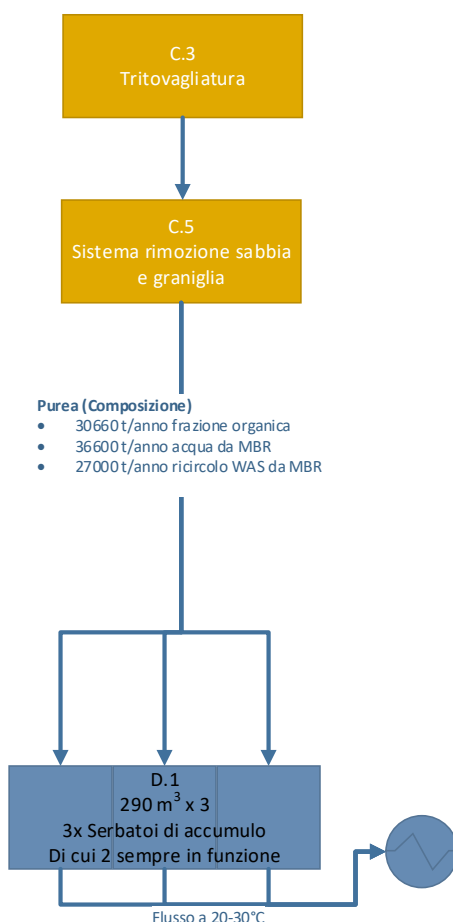 C.3
Tritovagliatura
C.5
Sistema rimozione sabbia
e graniglia
Purea (Composizione)
• 30660 t/anno frazione organica
• 36600 t/anno acqua da MBR
• 27000 t/anno ricircolo WAS da MBR
D.1
290 m³ x 3
3x Serbatoi di accumulo
Di cui 2 sempre in funzione
Flusso a 20-30°C